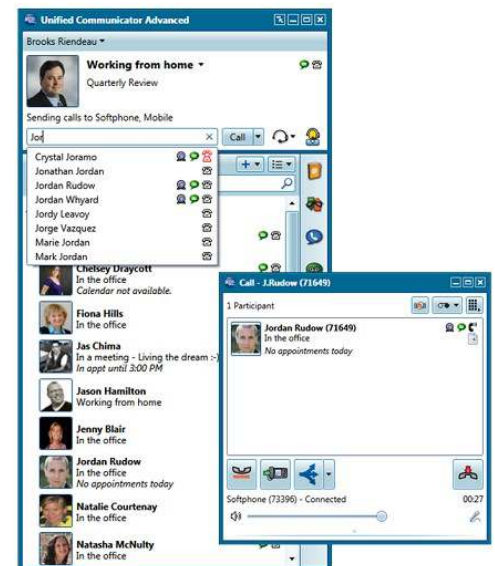 Unified Communicator Advanced
Brooks Riendeau
Working from home
Quarterly Review
Sending calls to Softphone, Mobile
Jor
Call
Crystal Joramo
Jonathan Jordan
Jordan Rudow
Jordan Whyard
Jordy Leavoy
Jorge Vazquez
Marie Jordan
Mark Jordan
Chelsey Draycott
In the office
Calendar not available.
Fiona Hills
In the office
Jas Chima
In a meeting - Living the dream :-)
In appt until 3:00 PM
Jason Hamilton
Working from home
Jenny Blair
In the office
Jordan Rudow
In the office
No appointments today
Natalie Courtenay
In the office
Natasha McNulty
In the office
Call - J.Rudow (71649)
1 Participant
Jordan Rudow (71649)
In the office
No appointments today
Softphone (73396) - Connected
00:27